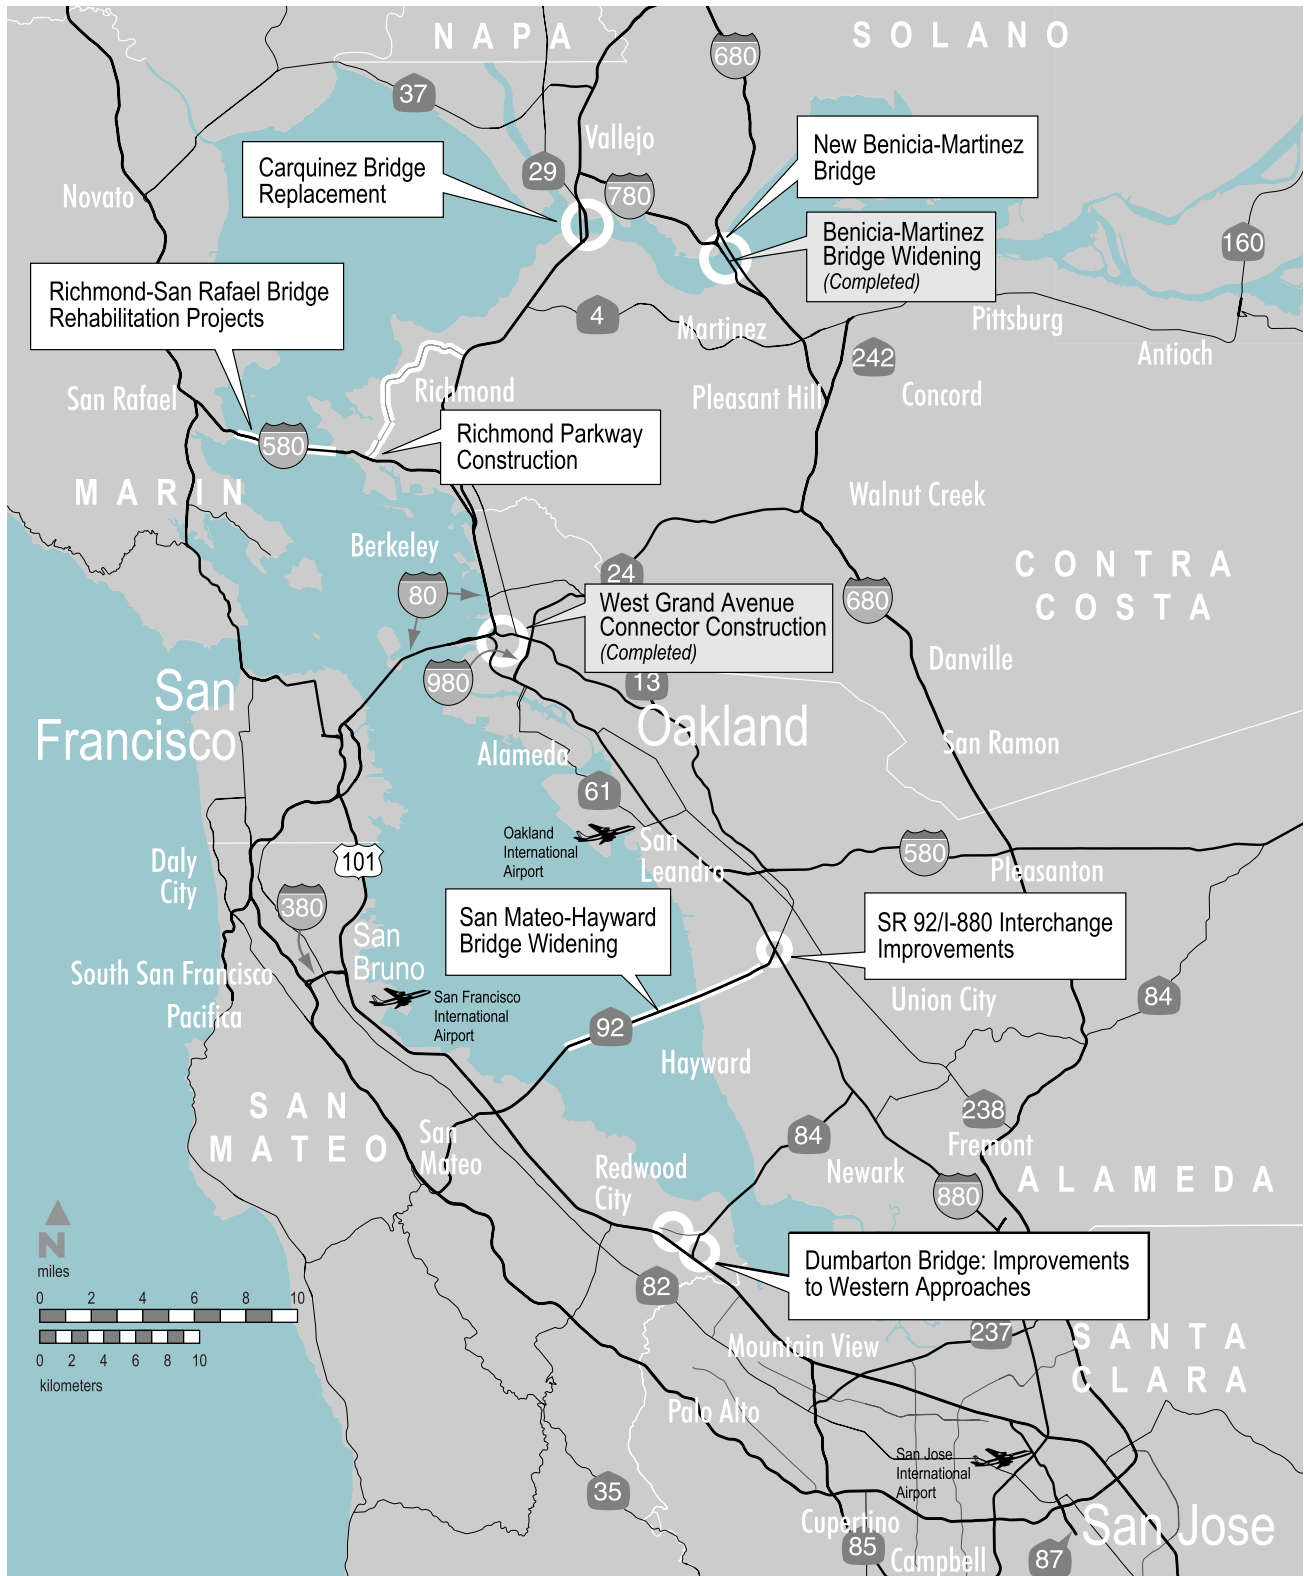 NAPA
SOLANO
680
37
Vallejo
29
780
Carquinez Bridge
Replacement
New Benicia-Martinez
Bridge
Novato
Benicia-Martinez
Bridge Widening
(Completed)
160
Richmond-San Rafael Bridge
Rehabilitation Projects
4
Martinez
Pittsburg
Antioch
242
San Rafael
Richmond
Pleasant Hill
Concord
580
Richmond Parkway
Construction
MARIN
Walnut Creek
Berkeley
24
CONTRA
COSTA
80
680
West Grand Avenue
Connector Construction
(Completed)
980
13
Danville
San
Francisco
Oakland
Alameda
San Ramon
61
Oakland
International
Airport
San
Leandro
580
Pleasanton
Daly
City
101
380
San Mateo-Hayward
Bridge Widening
SR 92/I-880 Interchange
Improvements
San
Bruno
South San Francisco
Pacifica
San Francisco
International
Airport
Union City
84
92
Hayward
SAN
MATEO
238
San
Mateo
84
Fremont
Redwood
City
Newark
880
ALAMEDA
N
miles
0 2 4 6 8 10
0 2 4 6 8 10
kilometers
Dumbarton Bridge: Improvements
to Western Approaches
82
237
Mountain View
SANTA
CLARA
Palo Alto
San Jose
International
Airport
35
Cupertino
San Jose
85
Campbell
87